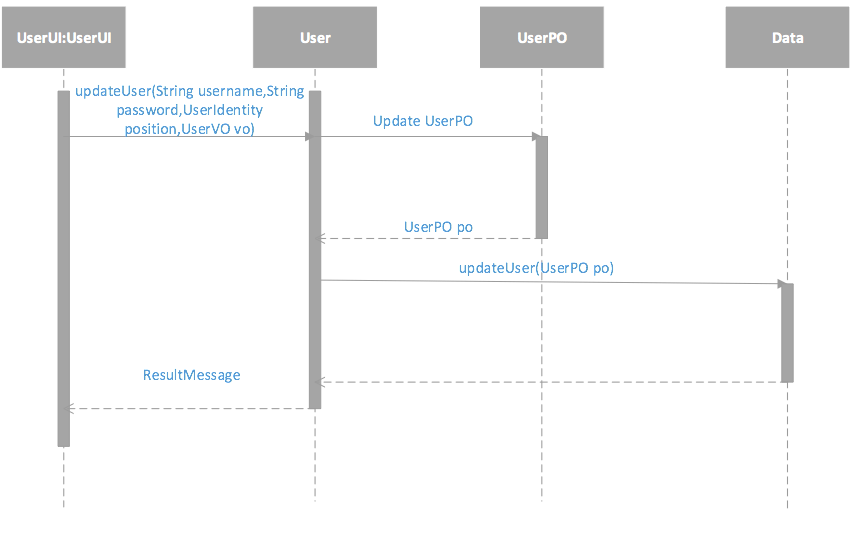 UserUI:UserUI
User
UserPO
Data
updateUser(String username,String
password,UserIdentity
position,UserVO vo)
Update UserPO
UserPO po
updateUser(UserPO po)
ResultMessage